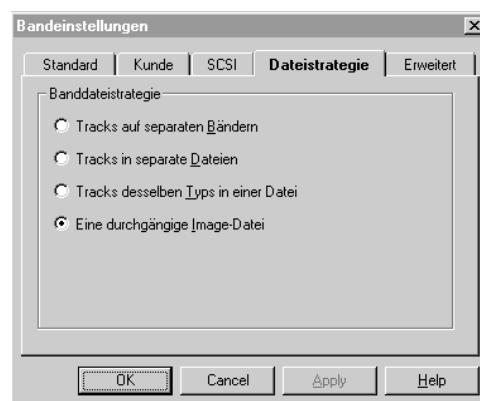 Bandeinstellungen
Standard Kunde SCSI Dateistrategie Erweitert
Banddateistrategie
Tracks auf separaten Bändern
Tracks in separate Dateien
Tracks desselben Typs in einer Datei
Eine durchgängige Image-Datei
OK Cancel Apply Help